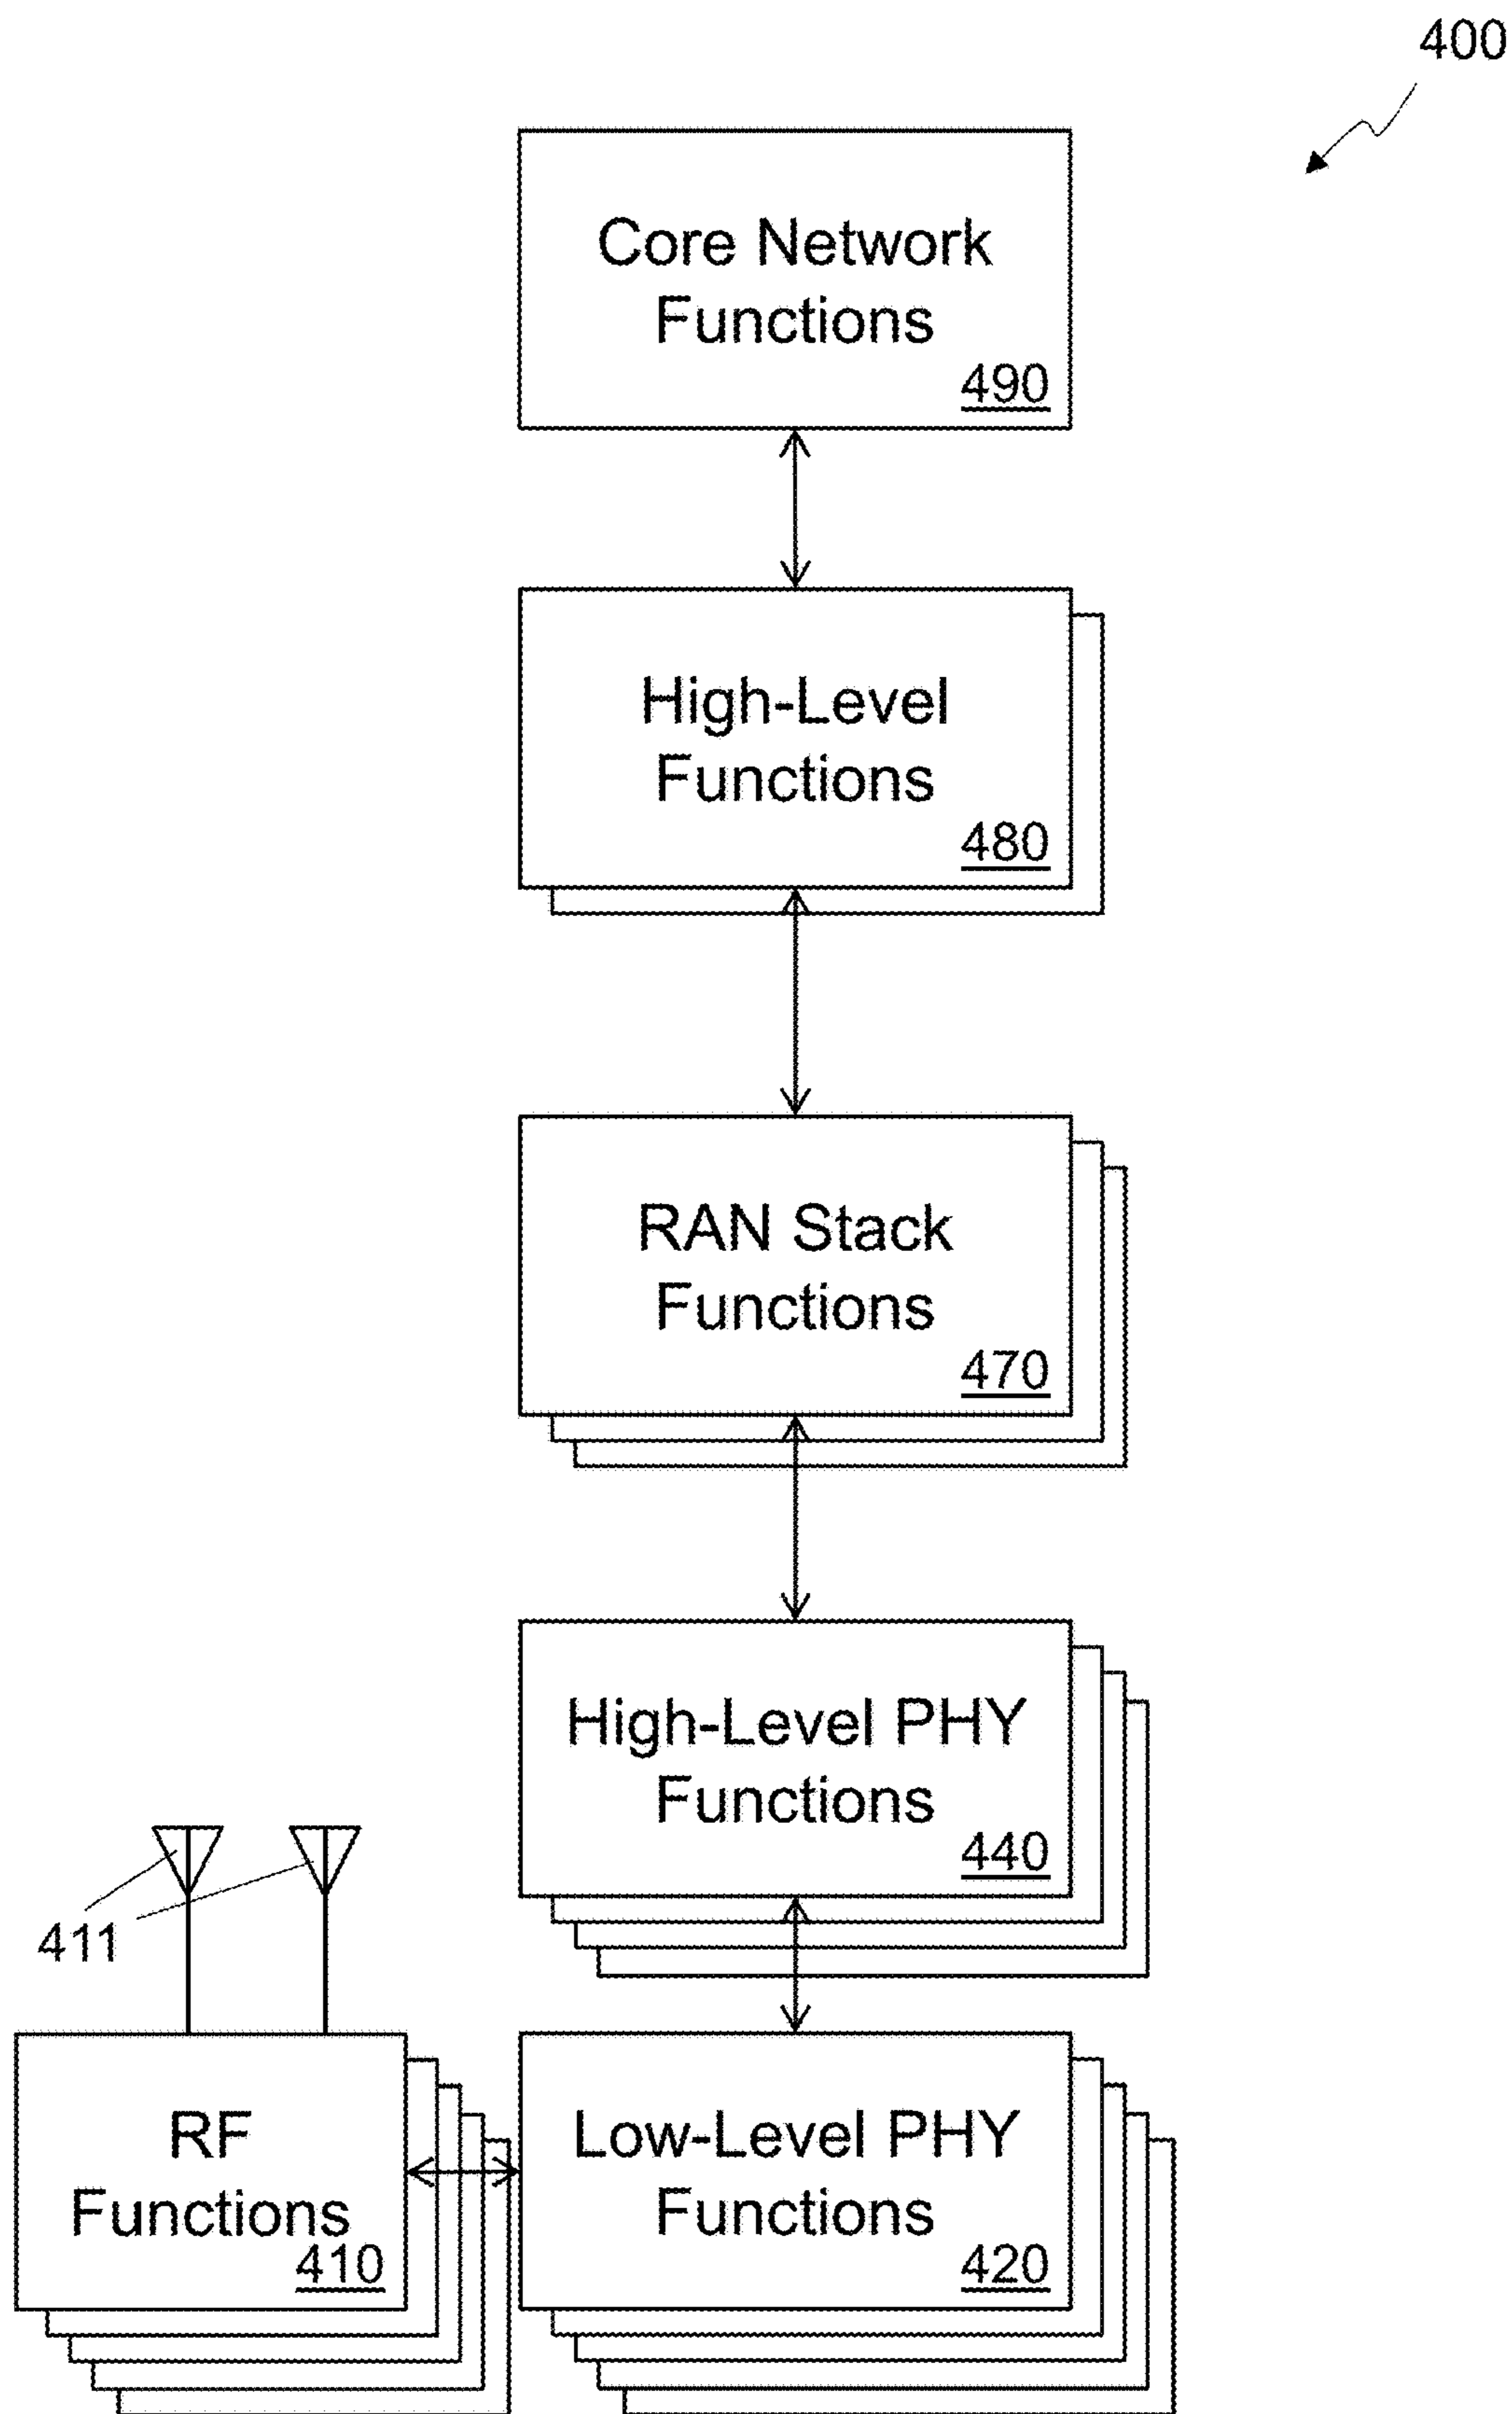 400
Core Network
Functions
490
High-Level
Functions
480
RAN Stack
Functions
470
High-Level PHY
Functions
440
411
RF
Functions
410
Low-Level PHY
Functions
420